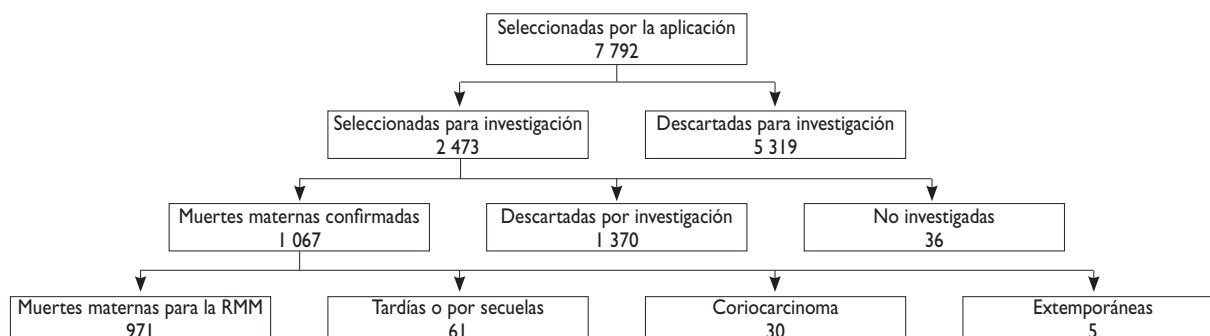 Seleccionadas por la aplicación
7 792
Seleccionadas para investigación
2 473
Descartadas para investigación
5 319
Muertes maternas confirmadas
1 067
Descartadas por investigación
1 370
No investigadas
36
Muertes maternas para la RMM
971
Tardías o por secuelas
61
Coriocarcinoma
30
Extemporáneas
5